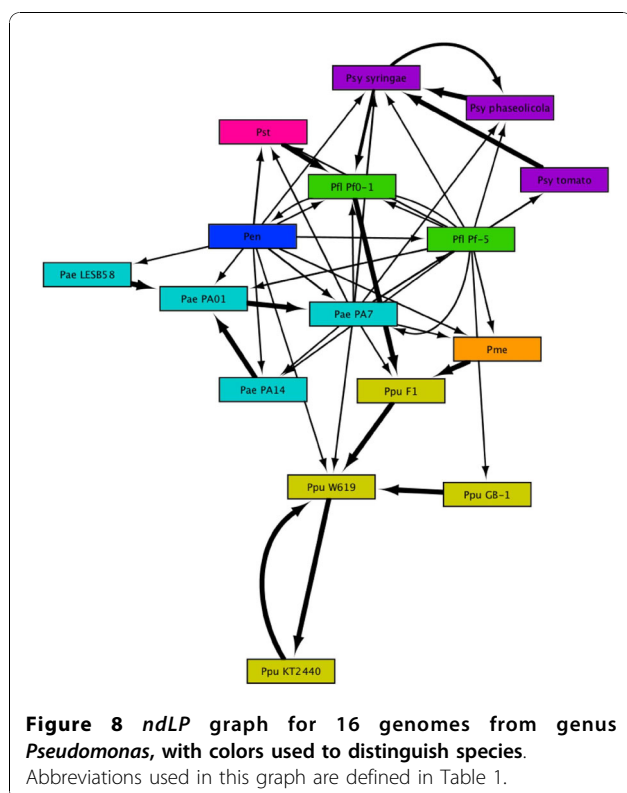 Psy syringae
Psy phaseolicola
Pst
Psy tomato
Pfl Pf0-1
Pen
Pfl Pf-5
Pae LESB58
Pae PA01
Pae PA7
Pme
Pae PA14
Ppu F1
Ppu W619
Ppu GB-1
Ppu KT2440
Figure 8 ndLP graph for 16 genomes from genus
Pseudomonas, with colors used to distinguish species.
Abbreviations used in this graph are defined in Table 1.